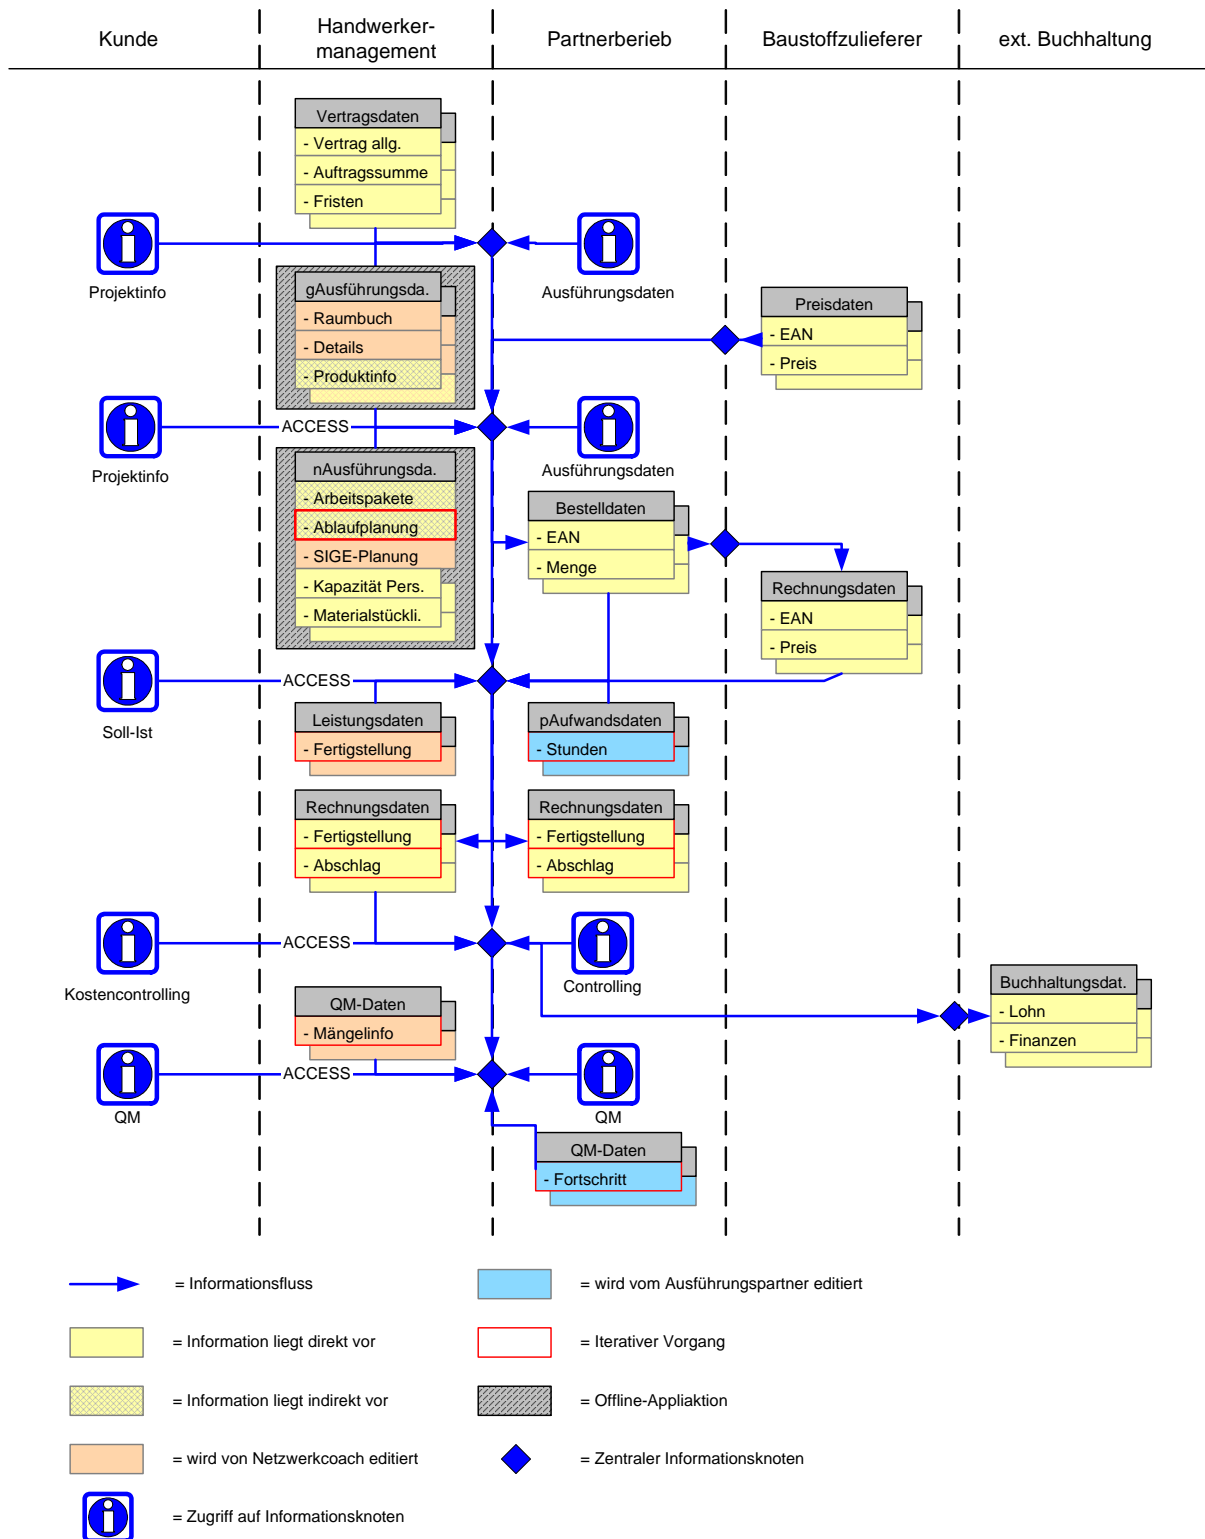 Kunde
Handwerker-
management
Partnerberieb
Baustoffzulieferer
ext. Buchhaltung
Vertragsdaten
- Vertrag allg.
- Auftragssumme
- Fristen
Projektinfo
Ausführungsdaten
gAusführungsda.
- Raumbuch
- Details
- Produktinfo
Preisdaten
- EAN
- Preis
ACCESS
Projektinfo
Ausführungsdaten
nAusführungsda.
- Arbeitspakete
- Ablaufplanung
- SIGE-Planung
- Kapazität Pers.
- Materialstückli.
Bestelldaten
- EAN
- Menge
Rechnungsdaten
- EAN
- Preis
ACCESS
Soll-Ist
Leistungsdaten
- Fertigstellung
pAufwandsdaten
- Stunden
Rechnungsdaten
- Fertigstellung
- Abschlag
Rechnungsdaten
- Fertigstellung
- Abschlag
ACCESS
Kostencontrolling
Controlling
Buchhaltungsdat.
- Lohn
- Finanzen
QM-Daten
- Mängelinfo
ACCESS
QM
QM
QM-Daten
- Fortschritt
= Informationsfluss
= wird vom Ausführungspartner editiert
= Information liegt direkt vor
= Iterativer Vorgang
= Information liegt indirekt vor
= Offline-Appliaktion
= wird von Netzwerkcoach editiert
= Zentraler Informationsknoten
= Zugriff auf Informationsknoten